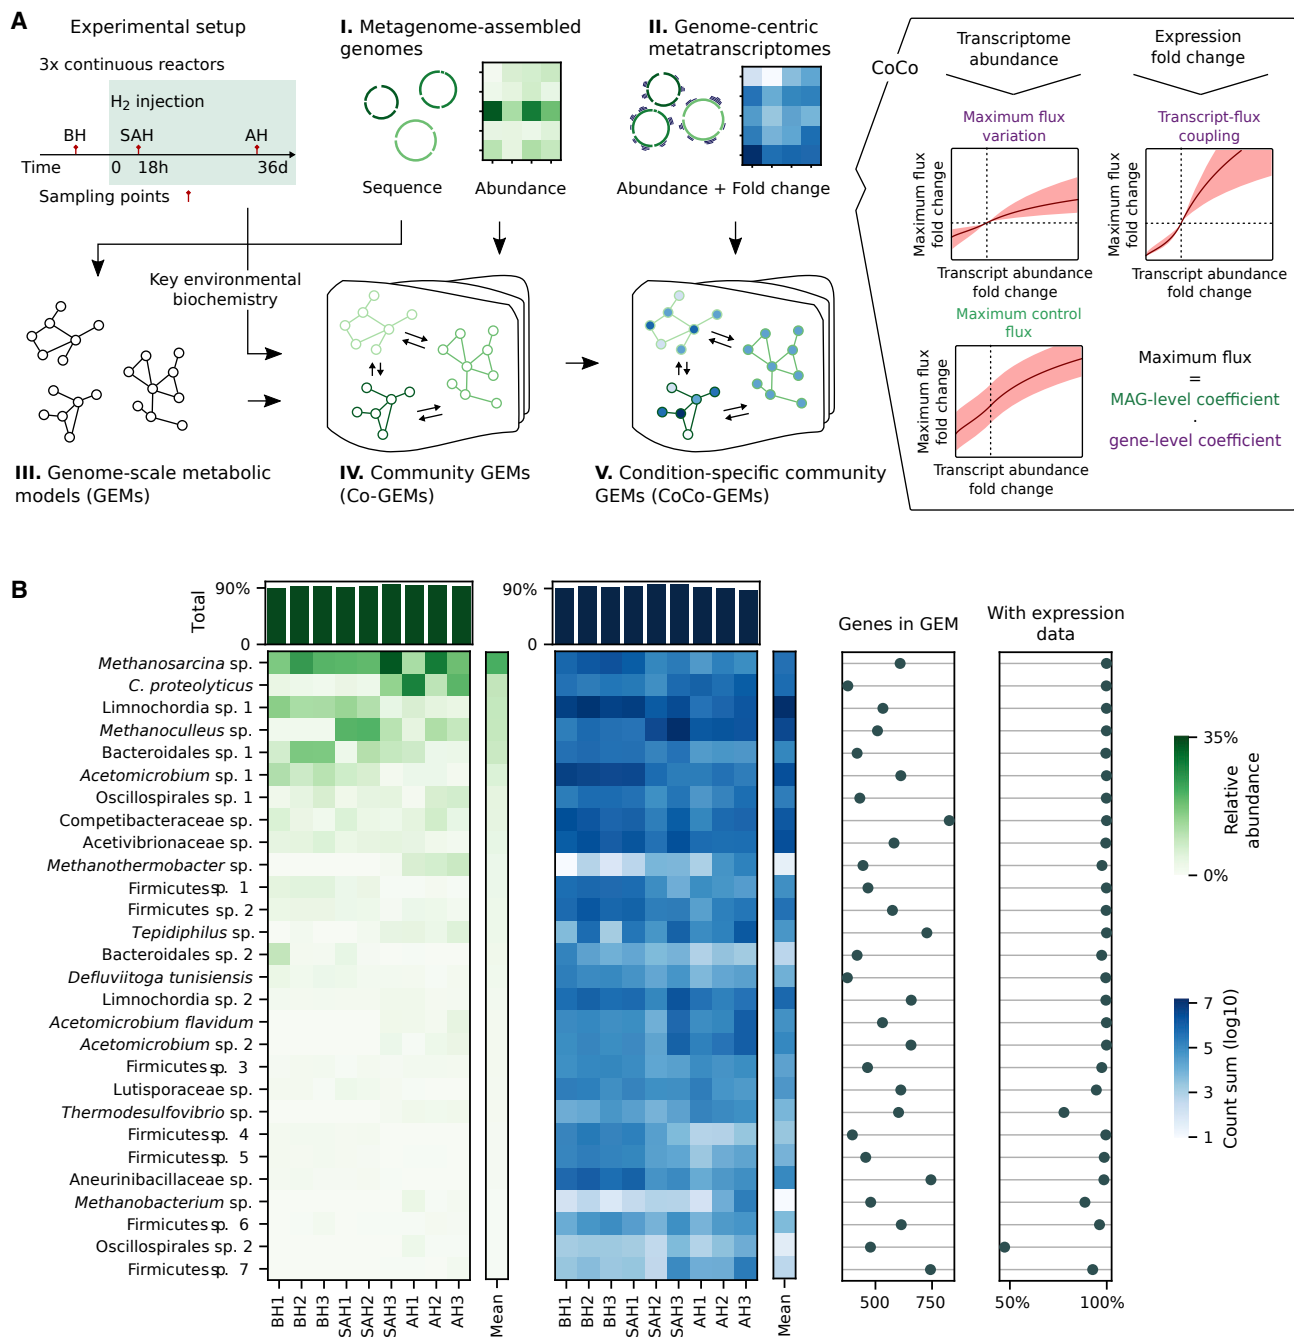 A
Experimental setup
3x continuous reactors
H2 injection
BH
SAH
AH
Time
0
18h
36d
Sampling points
I. Metagenome-assembled
genomes
Sequence
Abundance
II. Genome-centric
metatranscriptomes
Abundance + Fold change
Key environmental
biochemistry
III. Genome-scale metabolic
models (GEMs)
IV. Community GEMs
(Co-GEMs)
V. Condition-specific community
GEMs (CoCo-GEMs)
CoCo
Transcriptome
abundance
Expression
fold change
Maximum flux
variation
Transcript-flux
coupling
Maximum flux
fold change
Transcript abundance
fold change
Maximum flux
fold change
Transcript abundance
fold change
Maximum control
flux
Maximum flux
fold change
Transcript abundance
fold change
Maximum flux
=
MAG-level coefficient
·
gene-level coefficient
B
Total
90%
0
90%
0
Genes in GEM
With expression
data
Methanosarcina sp.
C. proteolyticus
Limnochordia sp. 1
Methanoculleus sp.
Bacteroidales sp. 1
Acetomicrobium sp. 1
Oscillospirales sp. 1
Competibacteraceae sp.
Acetivibrionaceae sp.
Methanothermobacter sp.
Firmicutes sp. 1
Firmicutes sp. 2
Tepidiphilus sp.
Bacteroidales sp. 2
Defluviitoga tunisiensis
Limnochordia sp. 2
Acetomicrobium flavidum
Acetomicrobium sp. 2
Firmicutes sp. 3
Lutisporaceae sp.
Thermodesulfovibrio sp.
Firmicutes sp. 4
Firmicutes sp. 5
Aneurinibacillaceae sp.
Methanobacterium sp.
Firmicutes sp. 6
Oscillospirales sp. 2
Firmicutes sp. 7
BH1
BH2
BH3
SAH1
SAH2
SAH3
AH1
AH2
AH3
Mean
BH1
BH2
BH3
SAH1
SAH2
SAH3
AH1
AH2
AH3
Mean
500
750
50%
100%
35%
0%
Relative
abundance
7
5
3
1
Count sum (log10)